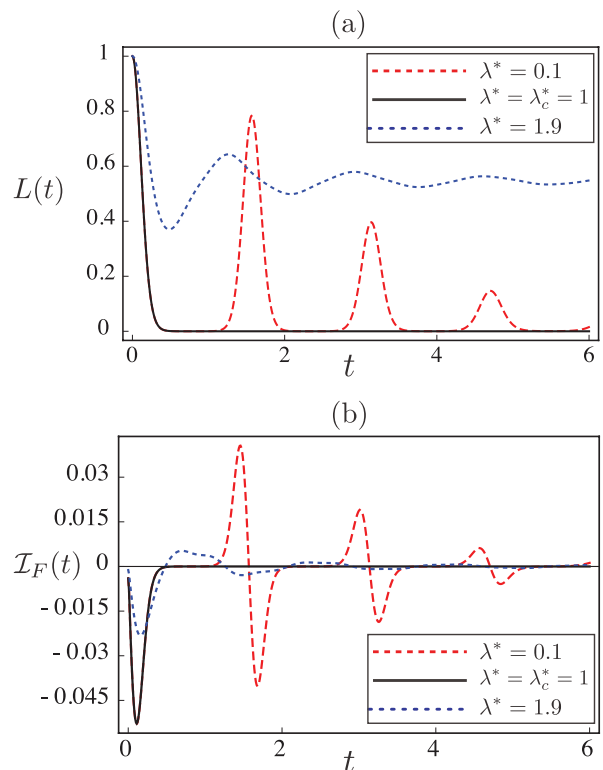 (a)
1
0.8
0.6
0.4
0.2
0
L(t)
λ* = 0.1
λ* = λ*_c = 1
λ* = 1.9
0 2 4 6
t
(b)
0.03
0.015
0
-0.015
-0.03
-0.045
𝓘_F(t)
λ* = 0.1
λ* = λ*_c = 1
λ* = 1.9
0 2 4 6
t